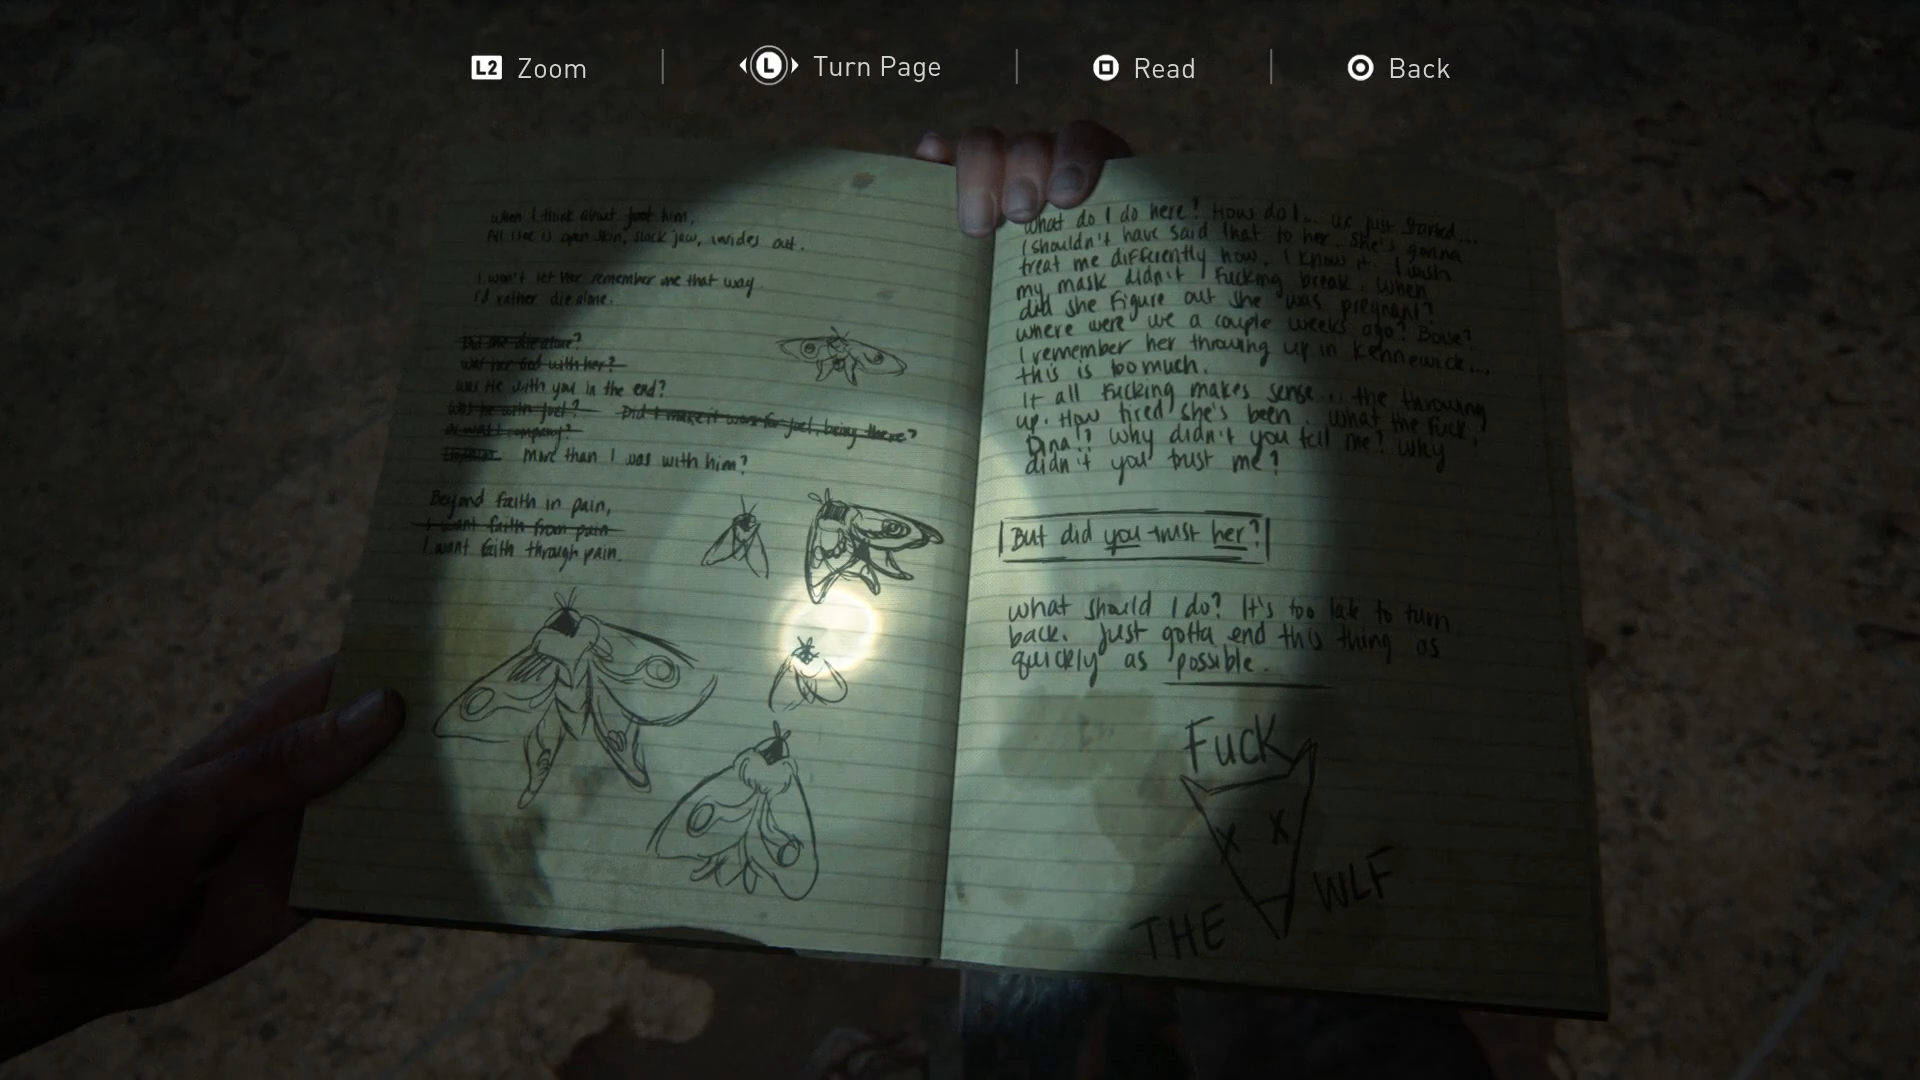 L2 Zoom
L Turn Page
Read
Back
when I think about him,
All I see is open skin, slack jaw, insides out.
I won't let her remember me that way.
I'd rather die alone.
Did she die alone?
Was her God with her?
was He with you in the end?
Was he with Joel? Did I make it worse for Joel, being there?
or was I company?
More than I was with him?
Beyond faith in pain,
I want faith from pain
I want faith through pain.
What do I do here? How do I... we just started...
I shouldn't have said that to her. She's gonna
treat me differently now. I know it. I wish
my mask didn't fucking break. When
did she figure out she was pregnant?
where were we a couple weeks ago? Boise?
I remember her throwing up in Kennewick...
this is too much.
It all fucking makes sense... the throwing
up. How tired she's been. What the fuck,
Dina!? Why didn't you tell me? Why
didn't you trust me?
But did you trust her?
what should I do? It's too late to turn
back. Just gotta end this thing as
quickly as possible.
Fuck
THE WLF